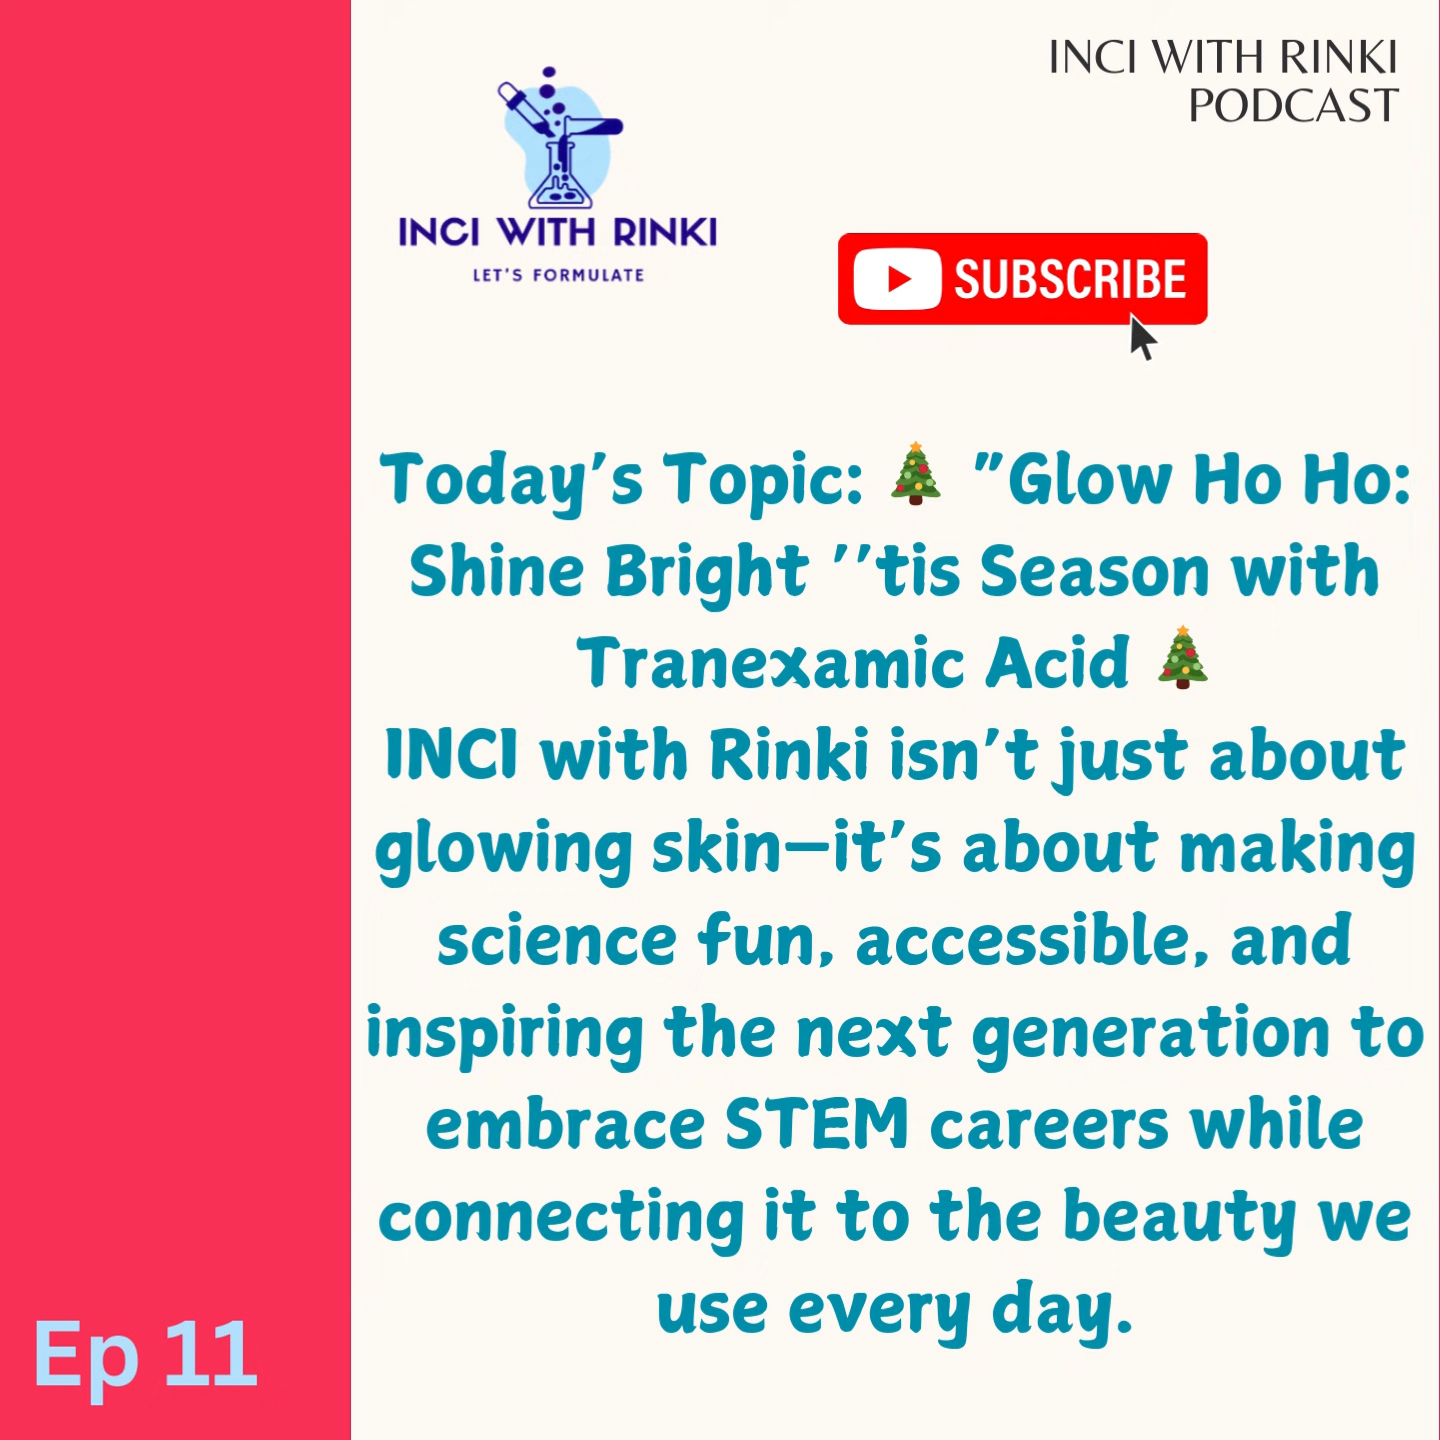 INCI WITH RINKI
PODCAST
INCI WITH RINKI
LET'S FORMULATE
SUBSCRIBE
Today's Topic: 🎄 "Glow Ho Ho:
Shine Bright ''tis Season with
Tranexamic Acid 🎄
INCI with Rinki isn't just about
glowing skin—it's about making
science fun, accessible, and
inspiring the next generation to
embrace STEM careers while
connecting it to the beauty we
use every day.
Ep 11